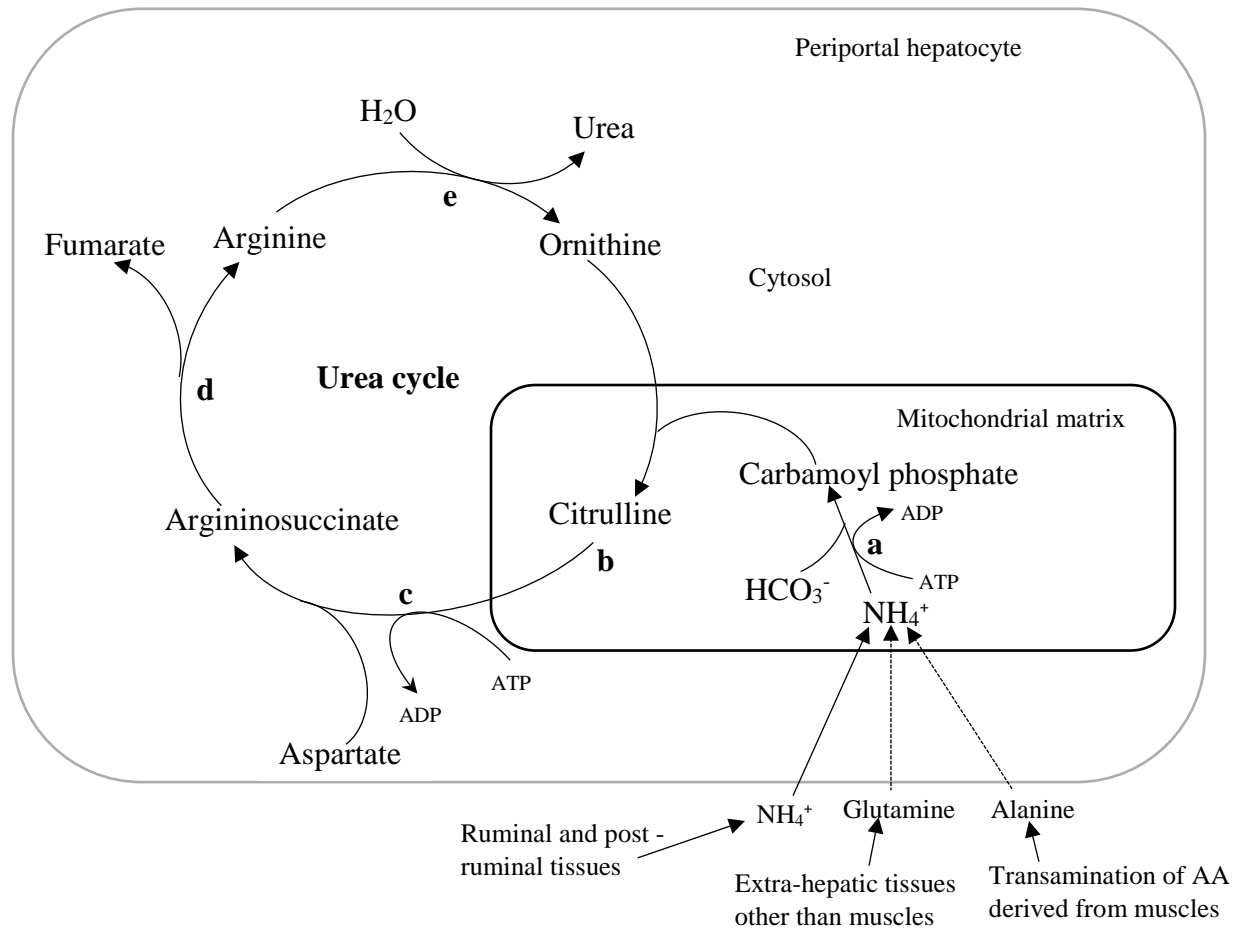 Periportal hepatocyte
H₂O
Urea
e
Fumarate
Arginine
Ornithine
Cytosol
Urea cycle
d
Mitochondrial matrix
Carbamoyl phosphate
ADP
Argininosuccinate
Citrulline
a
b
HCO₃⁻
ATP
c
NH₄⁺
ATP
ADP
Aspartate
NH₄⁺
Glutamine
Alanine
Ruminal and post -
ruminal tissues
Extra-hepatic tissues
other than muscles
Transamination of AA
derived from muscles